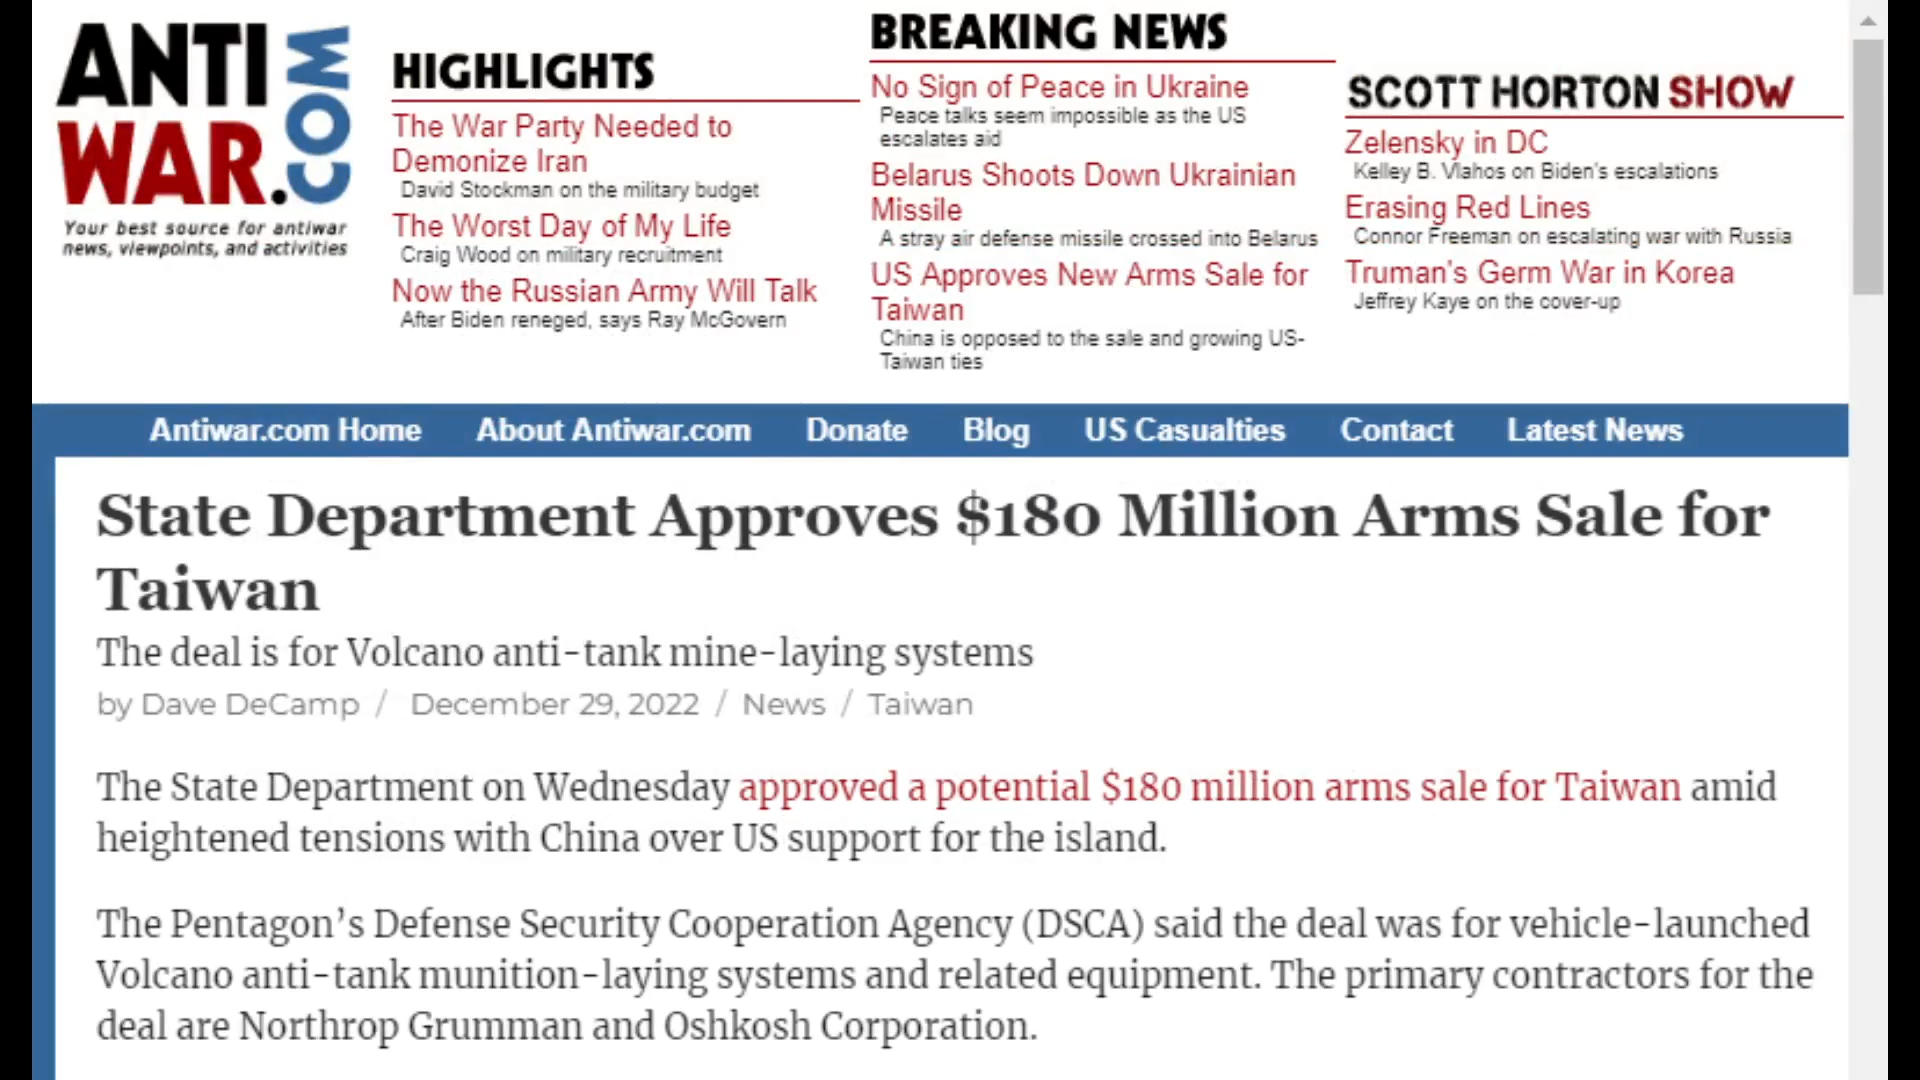 ANTI
WAR.COM
Your best source for antiwar
news, viewpoints, and activities
HIGHLIGHTS
The War Party Needed to
Demonize Iran
David Stockman on the military budget
The Worst Day of My Life
Craig Wood on military recruitment
Now the Russian Army Will Talk
After Biden reneged, says Ray McGovern
BREAKING NEWS
No Sign of Peace in Ukraine
Peace talks seem impossible as the US
escalates aid
Belarus Shoots Down Ukrainian
Missile
A stray air defense missile crossed into Belarus
US Approves New Arms Sale for
Taiwan
China is opposed to the sale and growing US-
Taiwan ties
SCOTT HORTON SHOW
Zelensky in DC
Kelley B. Vlahos on Biden's escalations
Erasing Red Lines
Connor Freeman on escalating war with Russia
Truman's Germ War in Korea
Jeffrey Kaye on the cover-up
Antiwar.com Home About Antiwar.com Donate Blog US Casualties Contact Latest News
State Department Approves $180 Million Arms Sale for
Taiwan
The deal is for Volcano anti-tank mine-laying systems
by Dave DeCamp / December 29, 2022 / News / Taiwan
The State Department on Wednesday approved a potential $180 million arms sale for Taiwan amid
heightened tensions with China over US support for the island.
The Pentagon’s Defense Security Cooperation Agency (DSCA) said the deal was for vehicle-launched
Volcano anti-tank munition-laying systems and related equipment. The primary contractors for the
deal are Northrop Grumman and Oshkosh Corporation.